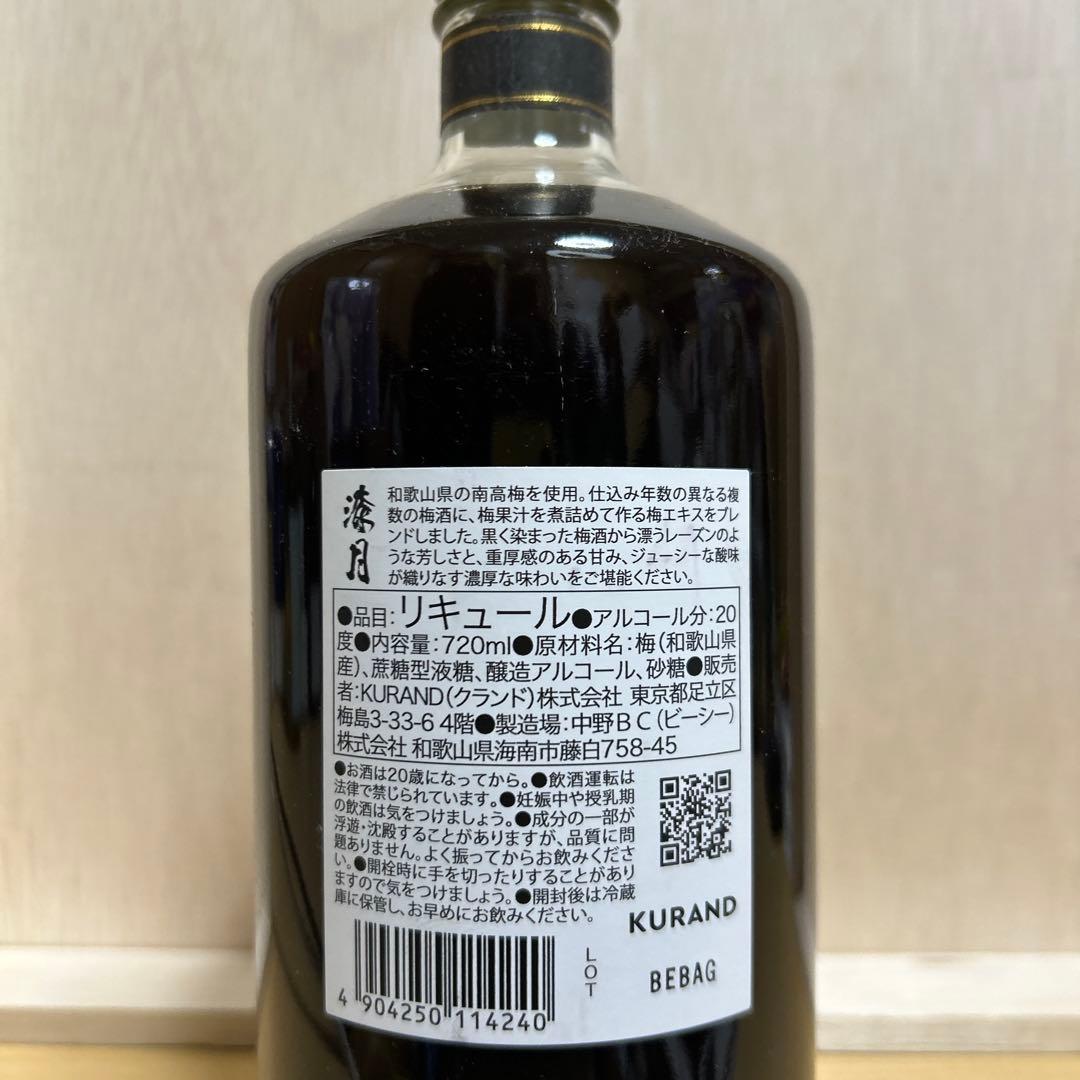 漆月
和歌山県の南高梅を使用。仕込み年数の異なる複
数の梅酒に、梅果汁を煮詰めて作る梅エキスをブレ
ンドしました。黒く染まった梅酒から漂うレーズンのよ
うな芳しさと、重厚感のある甘み、ジューシーな酸味
が織りなす濃厚な味わいをご堪能ください。
●品目：リキュール●アルコール分：20
度●内容量：720ml●原材料名：梅（和歌山県
産）、蔗糖型液糖、醸造アルコール、砂糖●販売
者：KURAND（クランド）株式会社 東京都足立区
梅島3-33-6 4階●製造場：中野ＢＣ（ビーシー）
株式会社 和歌山県海南市藤白758-45
●お酒は20歳になってから。●飲酒運転は
法律で禁じられています。●妊娠中や授乳期
の飲酒は気をつけましょう。●成分の一部が
浮遊・沈殿することがありますが、品質に問
題ありません。よく振ってからお飲みくださ
い。●開栓時に手を切ったりすることがあり
ますので気をつけましょう。●開封後は冷蔵
庫に保管し、お早めにお飲みください。
KURAND
LOT
BEBAG
4 904250 114240